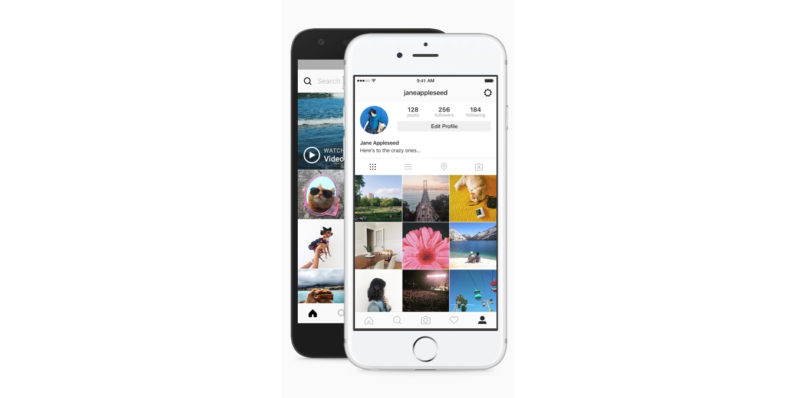 Search
WATCH
Video
9:41 AM
janeappleseed
128 256 184
posts followers following
Edit Profile
Jane Appleseed
Here's to the crazy ones...